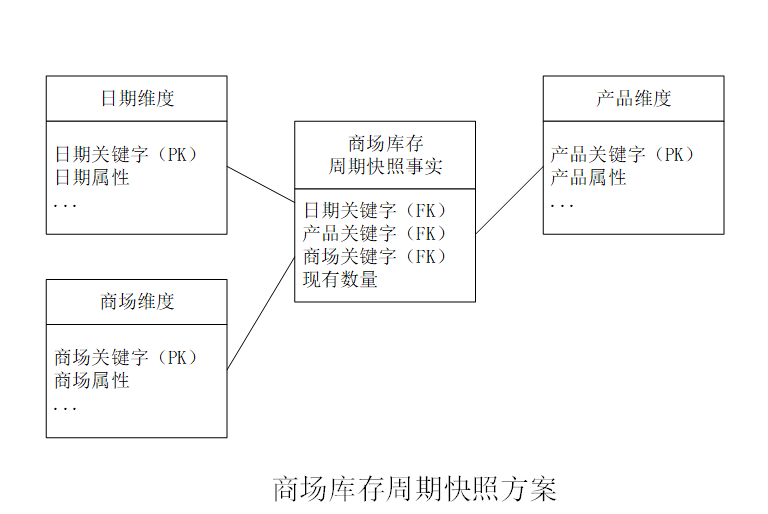 日期维度
日期关键字（PK）
日期属性
...
商场库存
周期快照事实
日期关键字（FK）
产品关键字（FK）
商场关键字（FK）
现有数量
产品维度
产品关键字（PK）
产品属性
...
商场维度
商场关键字（PK）
商场属性
...
商场库存周期快照方案